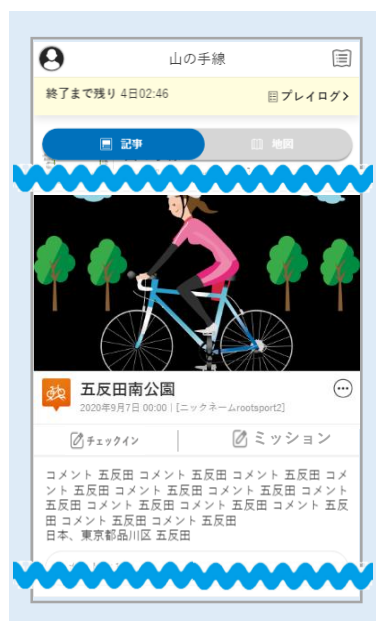 山の手線
終了まで残り 4日02:46
プレイログ>
記事
地図
五反田南公園
2020年9月7日 00:00 | [ニックネームrootsport2]
チェックイン
ミッション
コメント 五反田 コメント 五反田 コメント 五反田 コメ
ント 五反田 コメント 五反田 コメント 五反田 コメント
五反田 コメント 五反田 コメント 五反田 コメント 五反
田 コメント 五反田 コメント 五反田
日本、東京都品川区 五反田